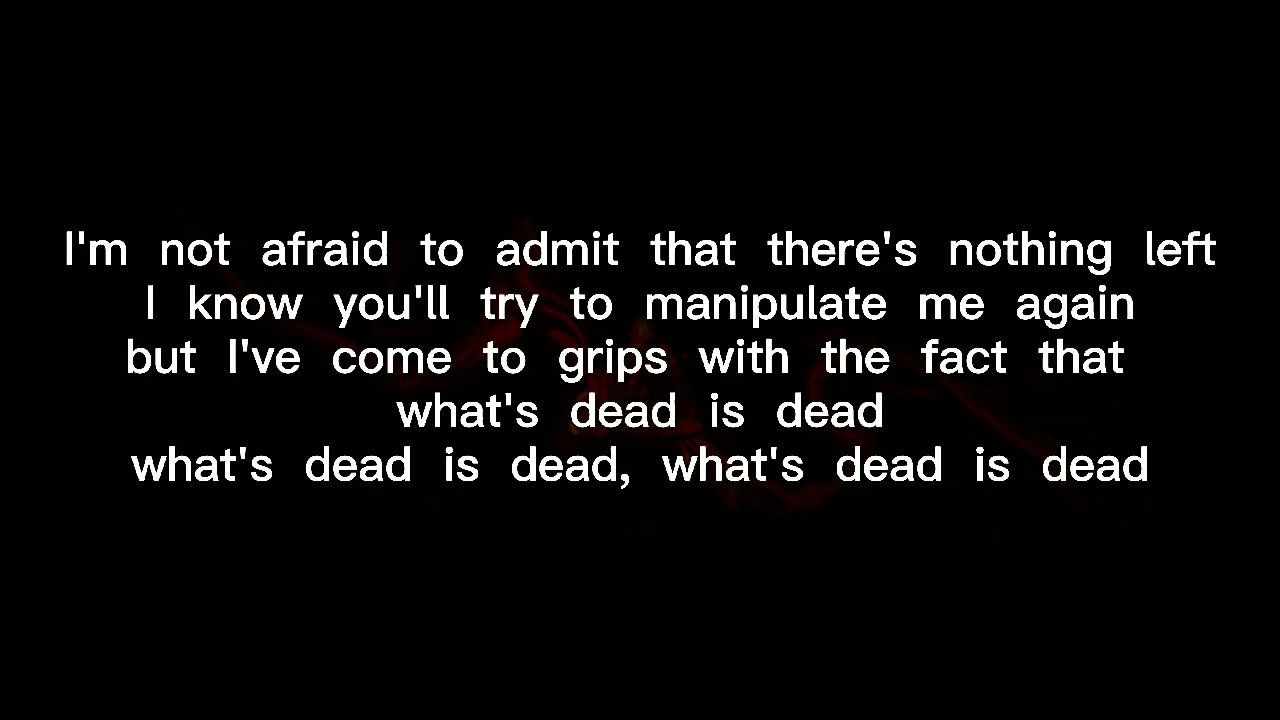 I'm not afraid to admit that there's nothing left
I know you'll try to manipulate me again
but I've come to grips with the fact that
what's dead is dead
what's dead is dead, what's dead is dead